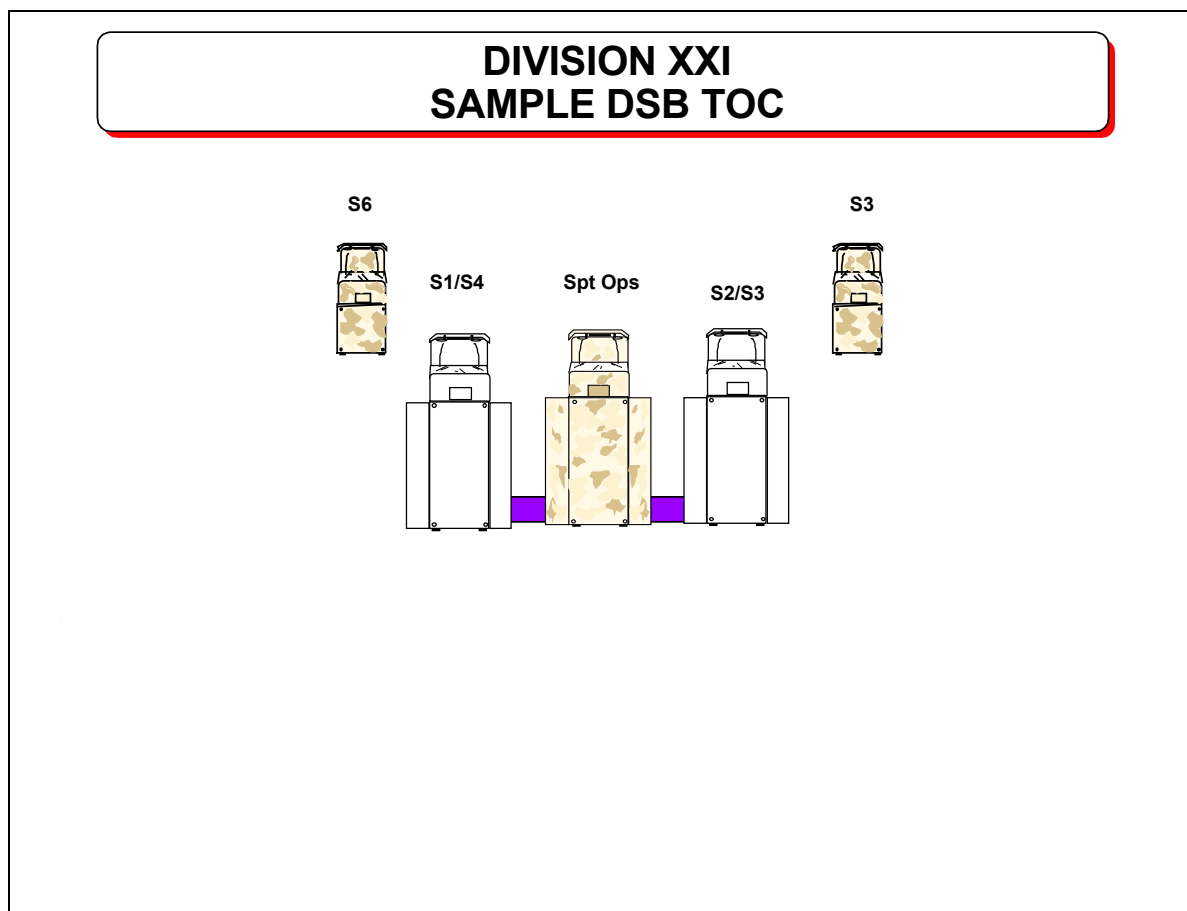 DIVISION XXI
SAMPLE DSB TOC
S6
S3
S1/S4
Spt Ops
S2/S3